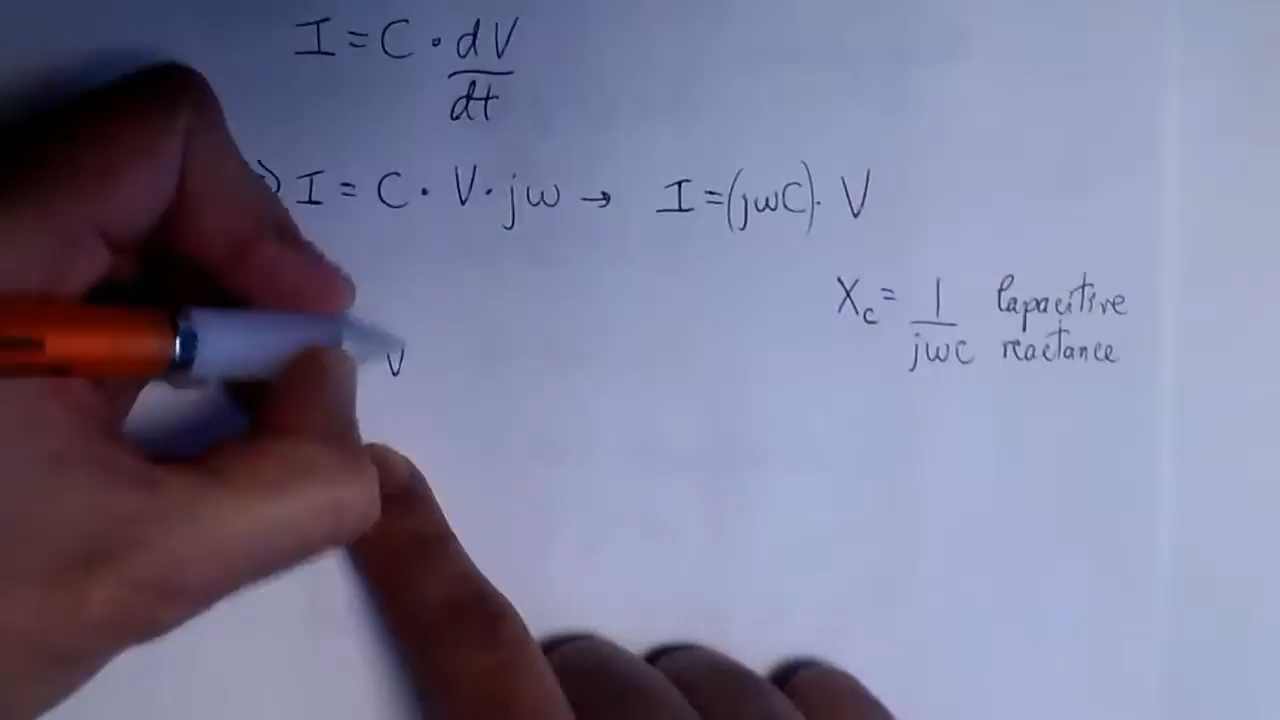 I = C · dV/dt
I = C · V · jω → I = (jωC) · V
Xc = 1/jωC Capacitive reactance
V